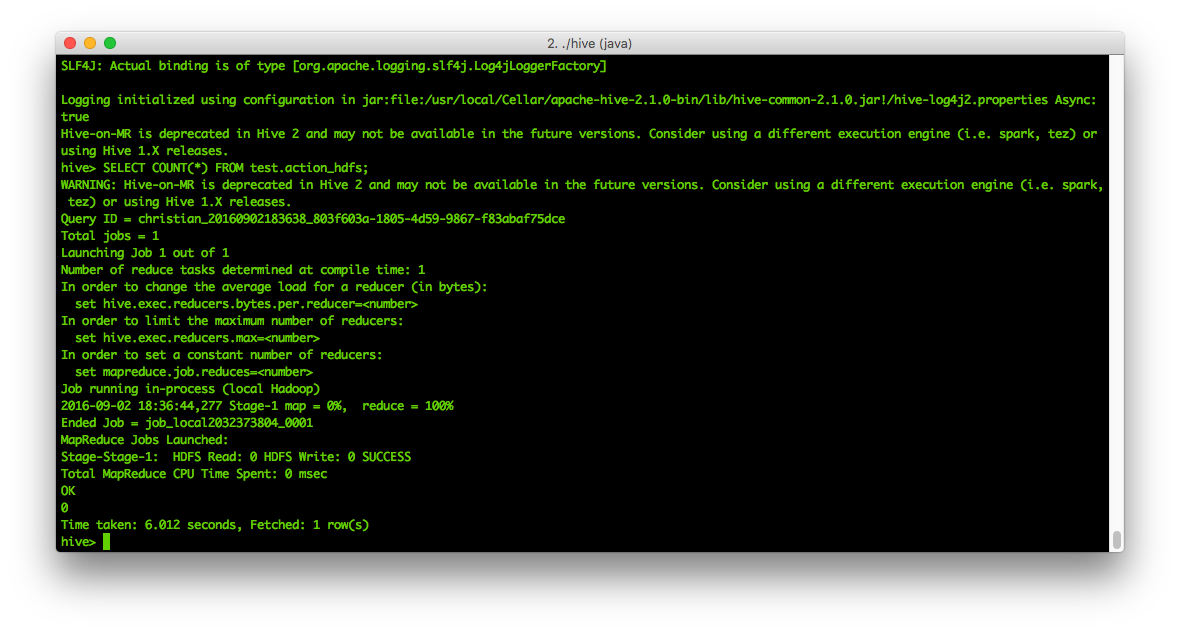 2. ./hive (java)
SLF4J: Actual binding is of type [org.apache.logging.slf4j.Log4jLoggerFactory]
Logging initialized using configuration in jar:file:/usr/local/Cellar/apache-hive-2.1.0-bin/lib/hive-common-2.1.0.jar!/hive-log4j2.properties Async:
true
Hive-on-MR is deprecated in Hive 2 and may not be available in the future versions. Consider using a different execution engine (i.e. spark, tez) or
using Hive 1.X releases.
hive> SELECT COUNT(*) FROM test.action_hdfs;
WARNING: Hive-on-MR is deprecated in Hive 2 and may not be available in the future versions. Consider using a different execution engine (i.e. spark,
 tez) or using Hive 1.X releases.
Query ID = christian_20160902183638_803f603a-1805-4d59-9867-f83abaf75dce
Total jobs = 1
Launching Job 1 out of 1
Number of reduce tasks determined at compile time: 1
In order to change the average load for a reducer (in bytes):
  set hive.exec.reducers.bytes.per.reducer=<number>
In order to limit the maximum number of reducers:
  set hive.exec.reducers.max=<number>
In order to set a constant number of reducers:
  set mapreduce.job.reduces=<number>
Job running in-process (local Hadoop)
2016-09-02 18:36:44,277 Stage-1 map = 0%,  reduce = 100%
Ended Job = job_local2032373804_0001
MapReduce Jobs Launched:
Stage-Stage-1:  HDFS Read: 0 HDFS Write: 0 SUCCESS
Total MapReduce CPU Time Spent: 0 msec
OK
0
Time taken: 6.012 seconds, Fetched: 1 row(s)
hive>